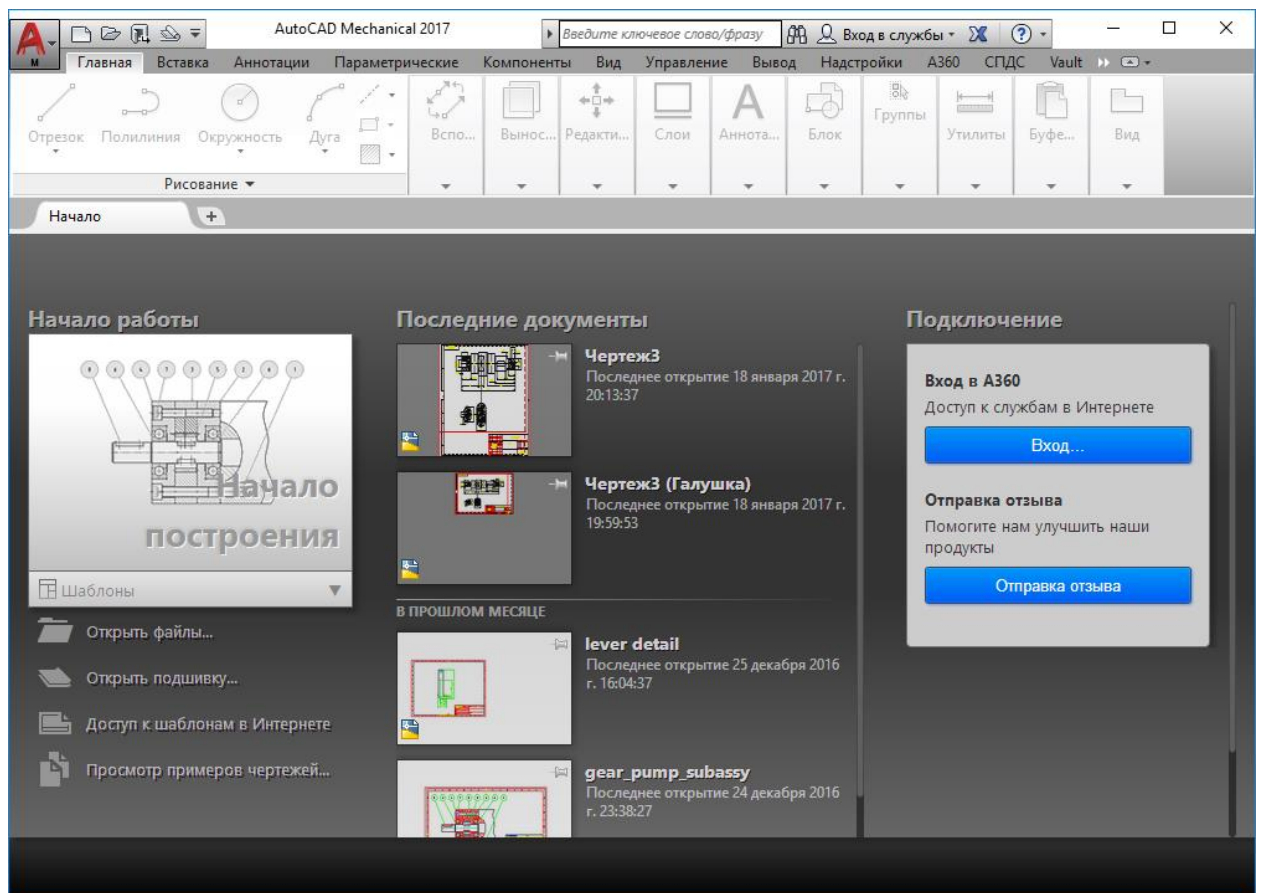 AutoCAD Mechanical 2017
Введите ключевое слово/фразу
Вход в службы
M
Главная Вставка Аннотации Параметрические Компоненты Вид Управление Вывод Надстройки A360 СПДС Vault
Отрезок Полилиния Окружность Дуга
Вспо... Вынос... Редакти... Слои Аннота... Блок Группы Утилиты Буфе... Вид
Рисование
Начало
Начало работы
Начало
построения
Шаблоны
Открыть файлы...
Открыть подшивку...
Доступ к шаблонам в Интернете
Просмотр примеров чертежей...
Последние документы
Чертеж3
Последнее открытие 18 января 2017 г.
20:13:37
Чертеж3 (Галушка)
Последнее открытие 18 января 2017 г.
19:59:53
В ПРОШЛОМ МЕСЯЦЕ
lever detail
Последнее открытие 25 декабря 2016
г. 16:04:37
gear_pump_subassy
Последнее открытие 24 декабря 2016
г. 23:38:27
Подключение
Вход в A360
Доступ к службам в Интернете
Вход...
Отправка отзыва
Помогите нам улучшить наши
продукты
Отправка отзыва